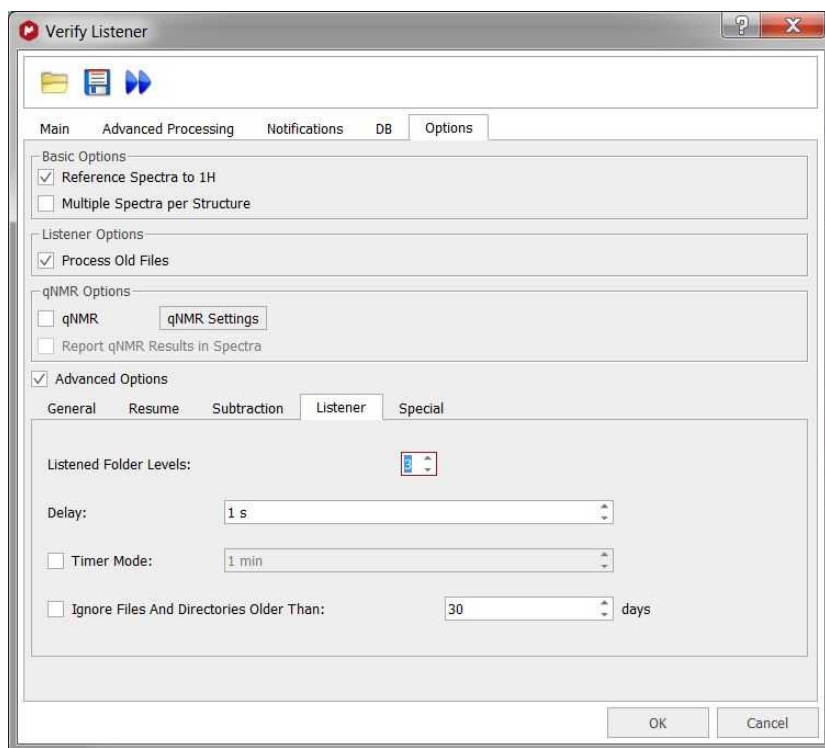 Verify Listener
Main Advanced Processing Notifications DB Options
Basic Options
Reference Spectra to 1H
Multiple Spectra per Structure
Listener Options
Process Old Files
qNMR Options
qNMR qNMR Settings
Report qNMR Results in Spectra
Advanced Options
General Resume Subtraction Listener Special
Listened Folder Levels: 3
Delay: 1 s
Timer Mode: 1 min
Ignore Files And Directories Older Than: 30 days
OK Cancel